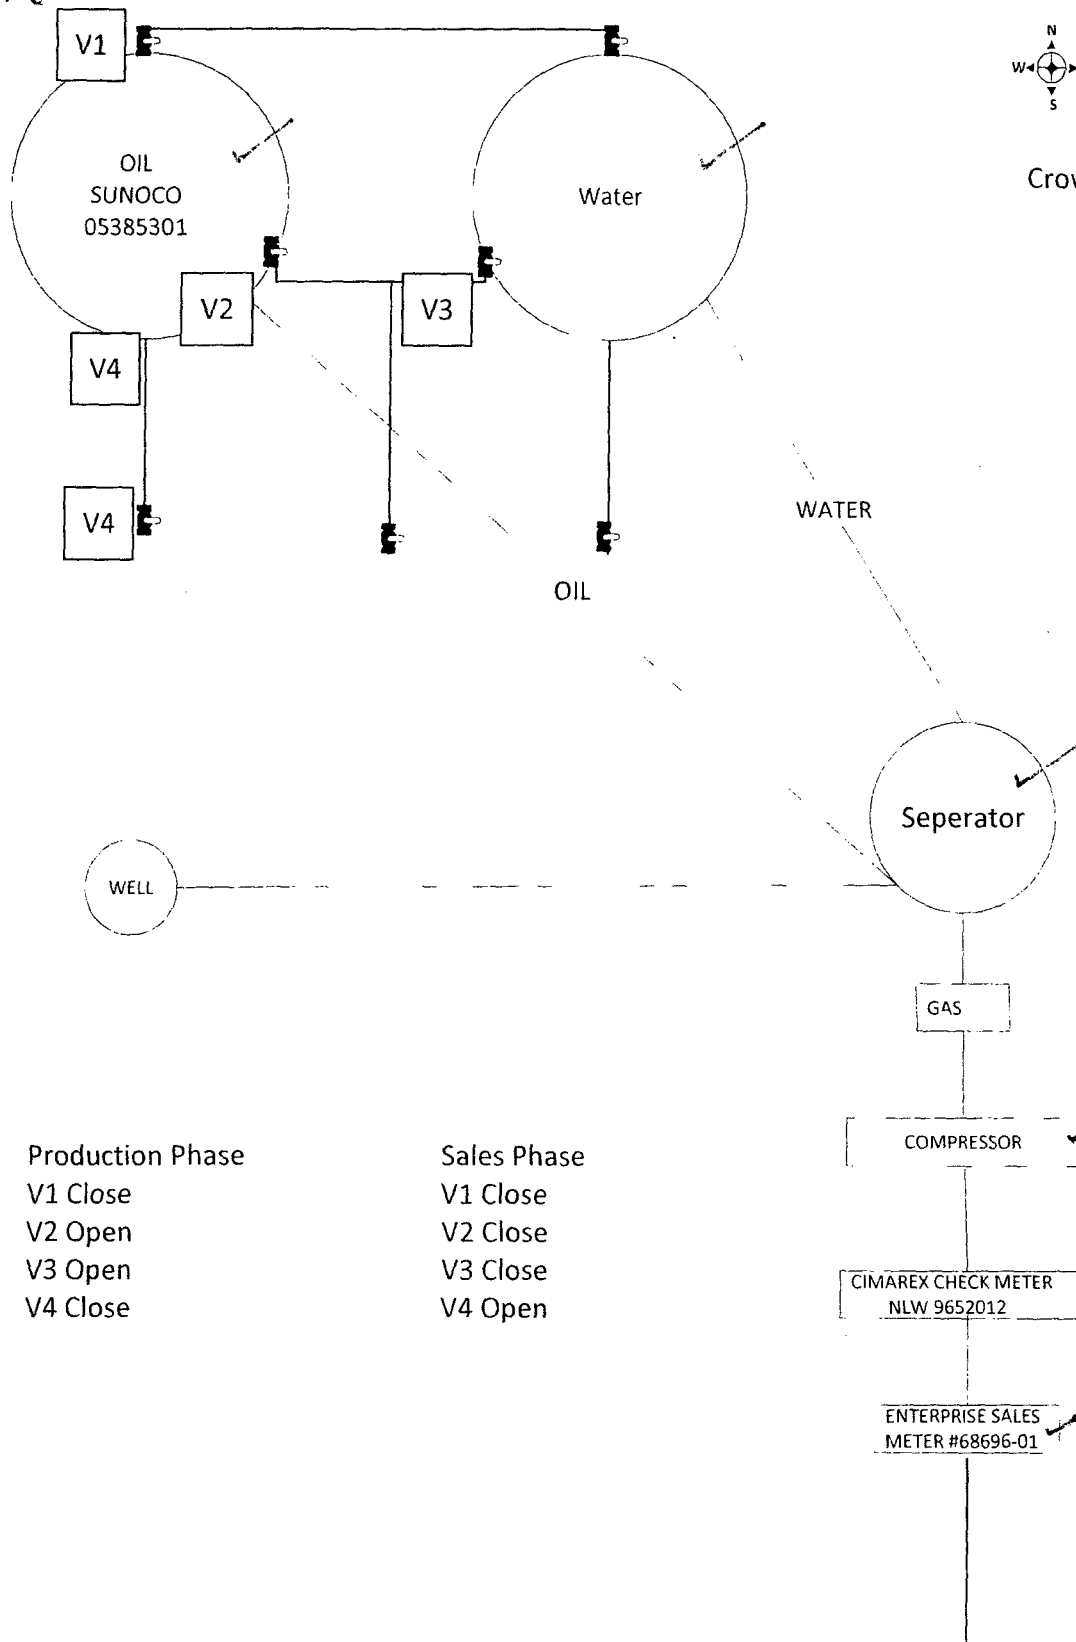 V1
N
W
S
OIL
SUNOCO
05385301
Water
V2
V3
V4
V4
WATER
OIL
Seperator
WELL
GAS
COMPRESSOR
Production Phase
V1 Close
V2 Open
V3 Open
V4 Close
Sales Phase
V1 Close
V2 Close
V3 Close
V4 Open
CIMAREX CHECK METER
NLW 9652012
ENTERPRISE SALES
METER #68696-01